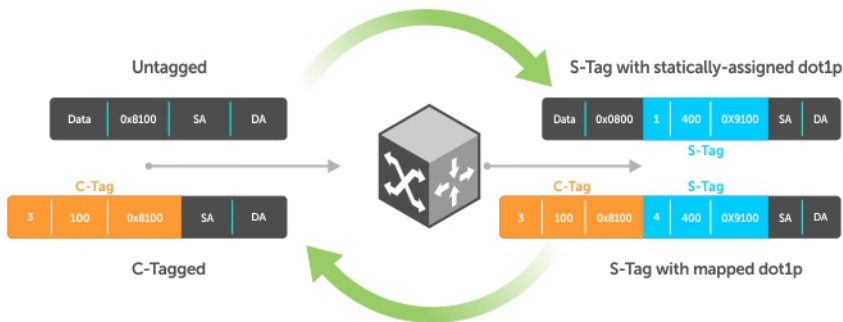 Untagged
S-Tag with statically-assigned dot1p
Data 0x8100 SA DA
Data 0x0800 1 400 0X9100 SA DA
S-Tag
C-Tag
C-Tag S-Tag
3 100 0x8100 SA DA
3 100 0x8100 4 400 0X9100 SA DA
C-Tagged
S-Tag with mapped dot1p